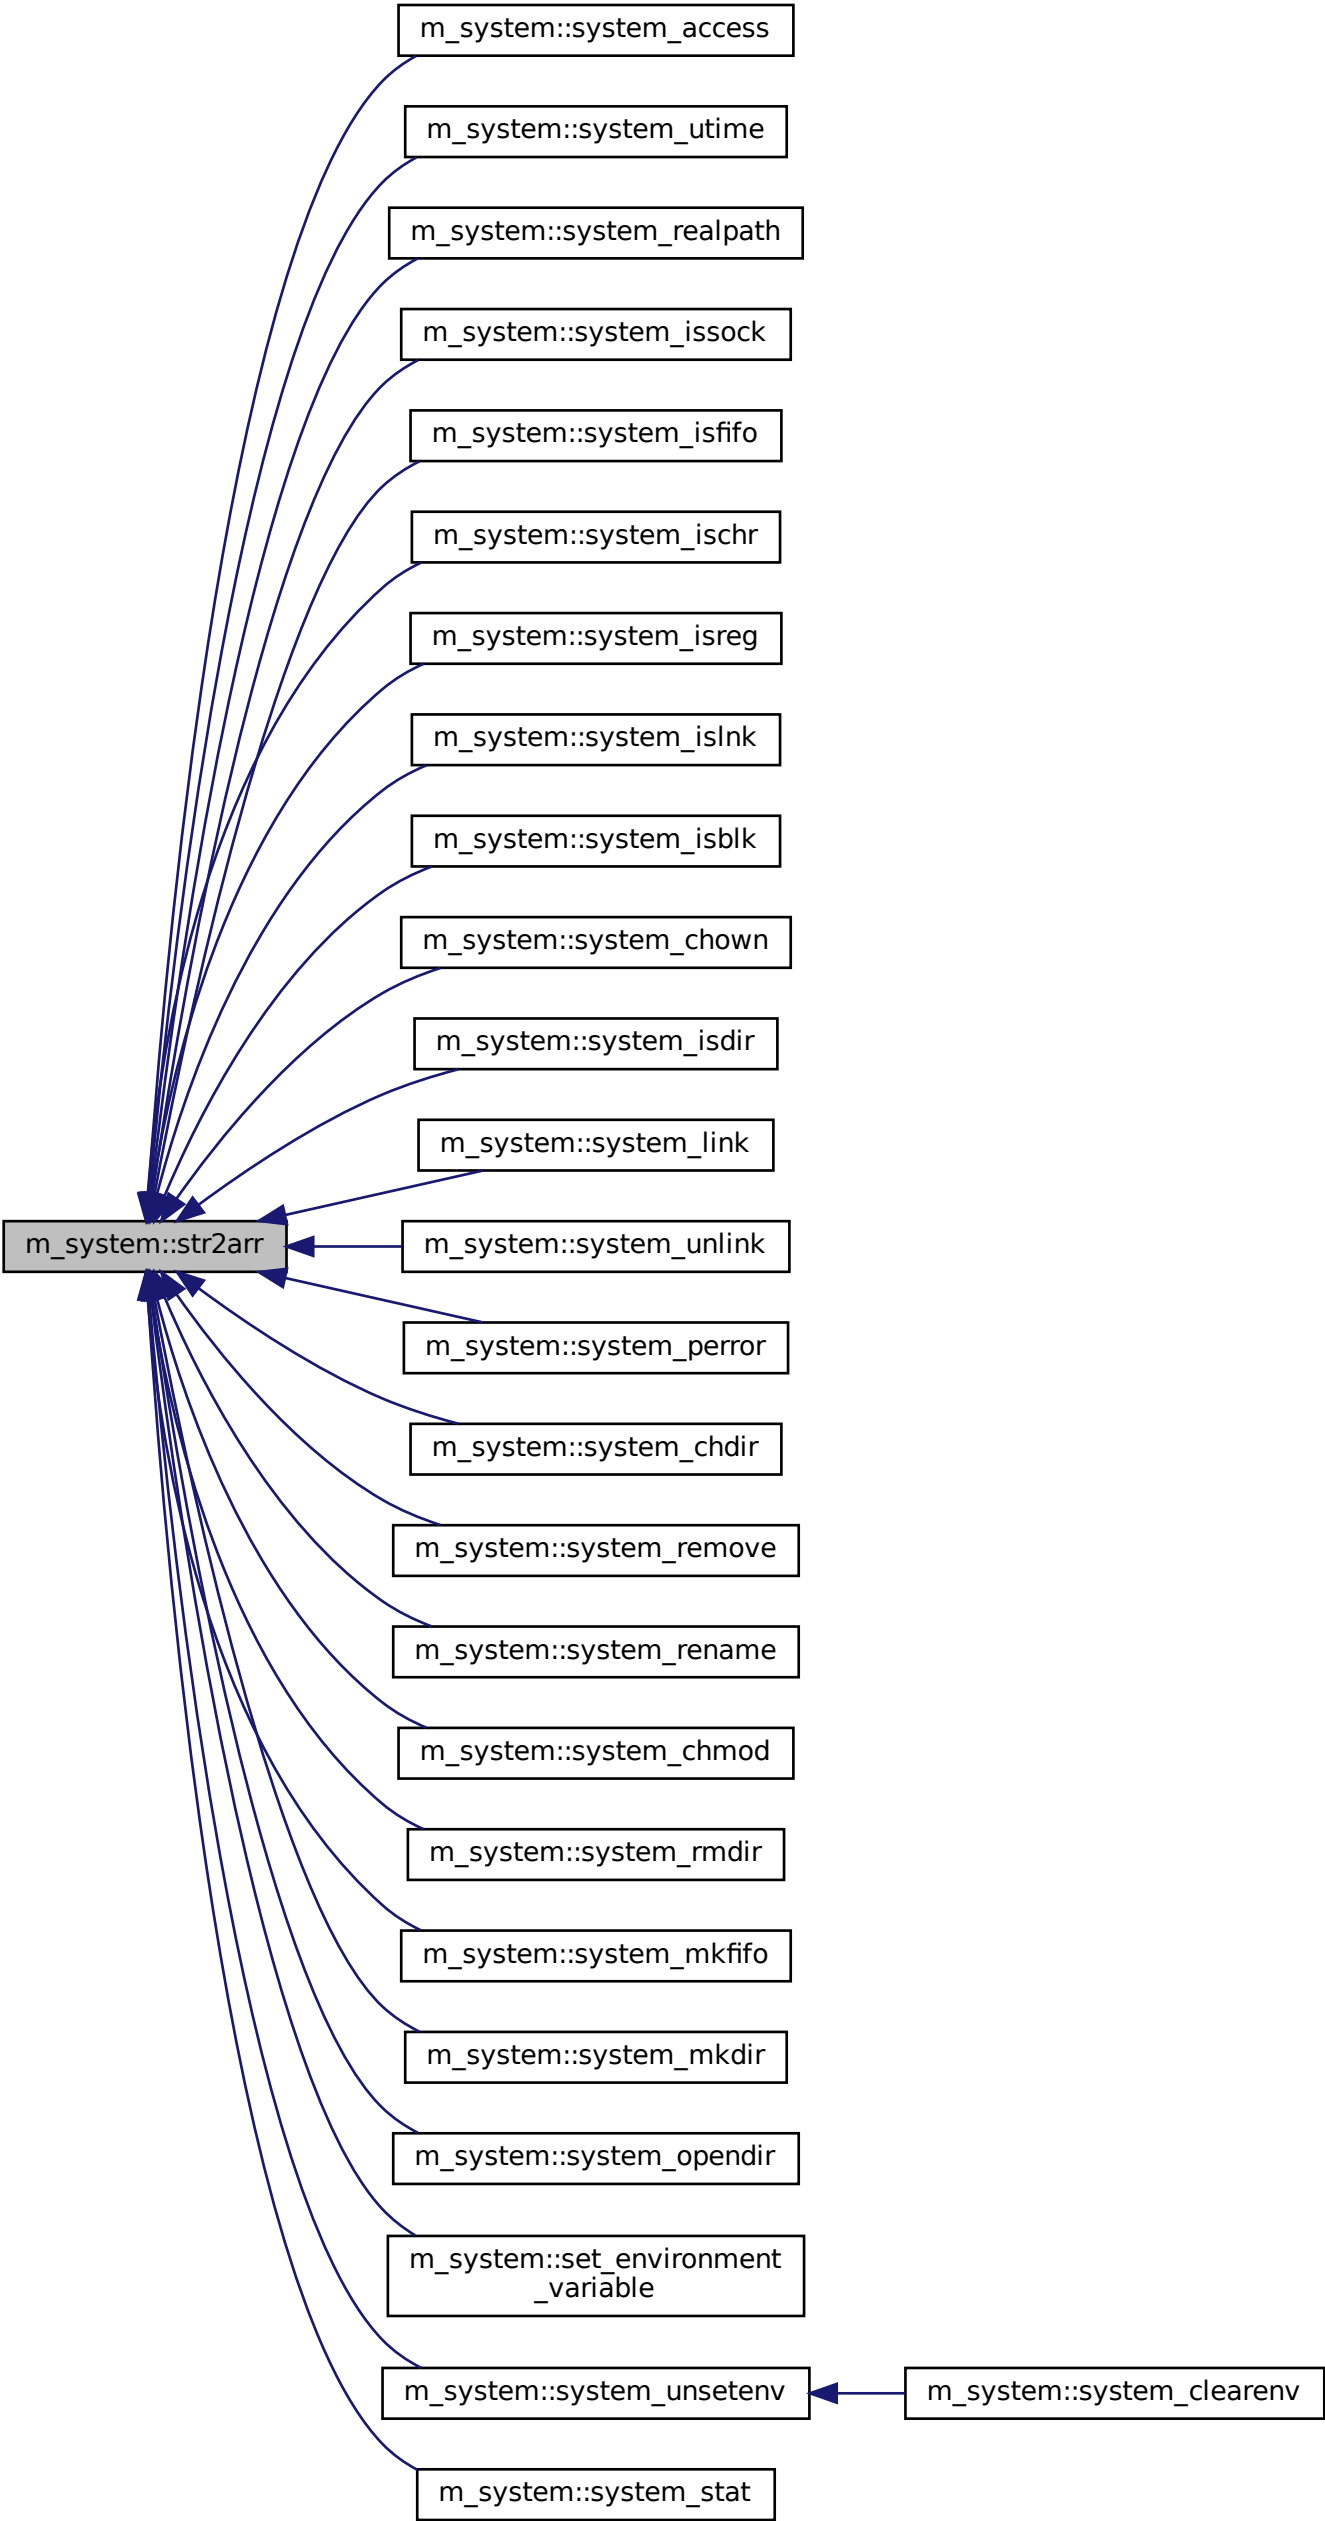 m_system::system_access
m_system::system_utime
m_system::system_realpath
m_system::system_issock
m_system::system_isfifo
m_system::system_ischr
m_system::system_isreg
m_system::system_islnk
m_system::system_isblk
m_system::system_chown
m_system::system_isdir
m_system::system_link
m_system::str2arr
m_system::system_unlink
m_system::system_perror
m_system::system_chdir
m_system::system_remove
m_system::system_rename
m_system::system_chmod
m_system::system_rmdir
m_system::system_mkfifo
m_system::system_mkdir
m_system::system_opendir
m_system::set_environment
_variable
m_system::system_unsetenv
m_system::system_clearenv
m_system::system_stat